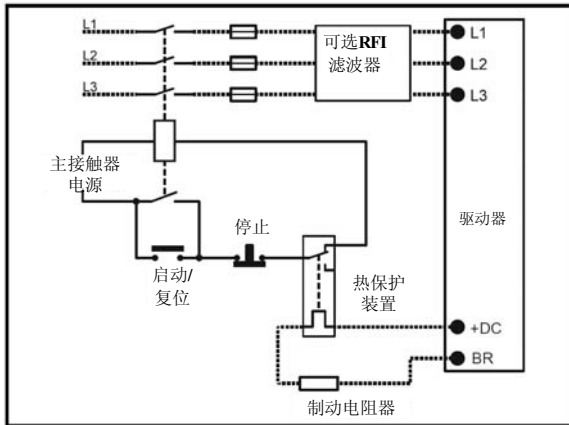 L1
L2
L3
可选RFI
滤波器
L1
L2
L3
主接触器
电源
停止
启动/
复位
热保护
装置
驱动器
+DC
BR
制动电阻器